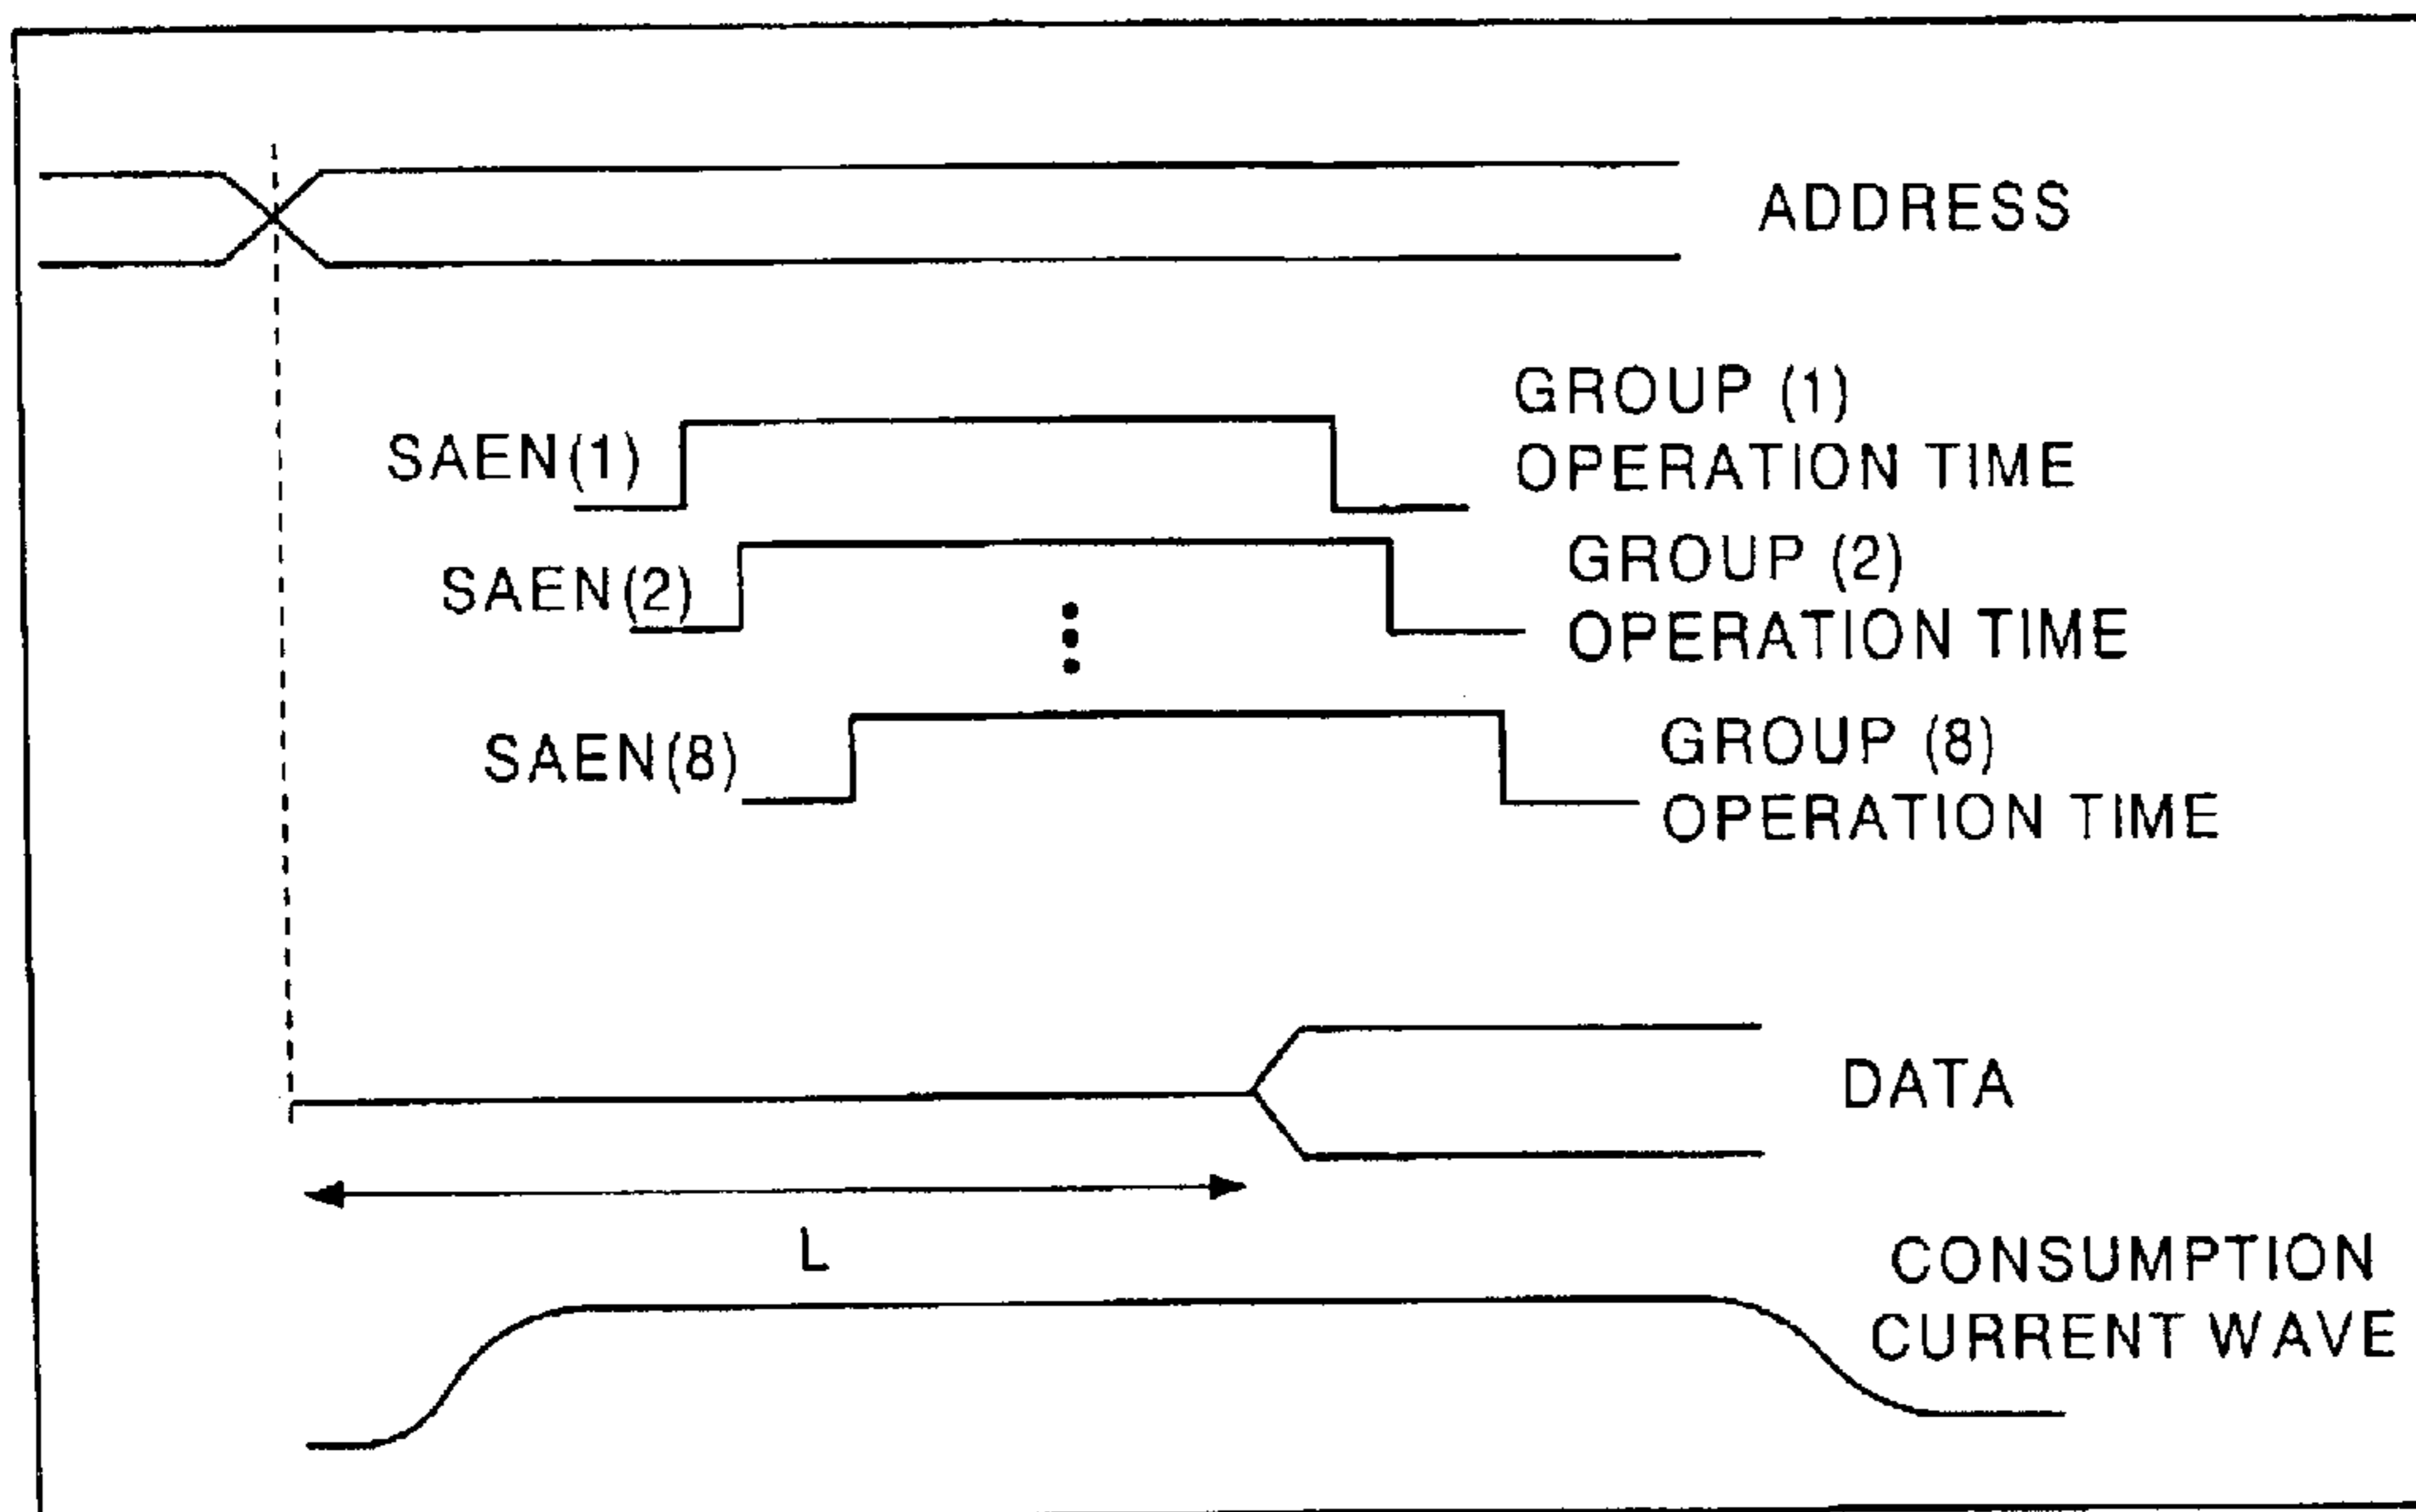 ADDRESS
GROUP (1)
SAEN(1)
OPERATION TIME
GROUP (2)
SAEN(2)
OPERATION TIME
GROUP (8)
SAEN(8)
OPERATION TIME
DATA
L
CONSUMPTION
CURRENT WAVE